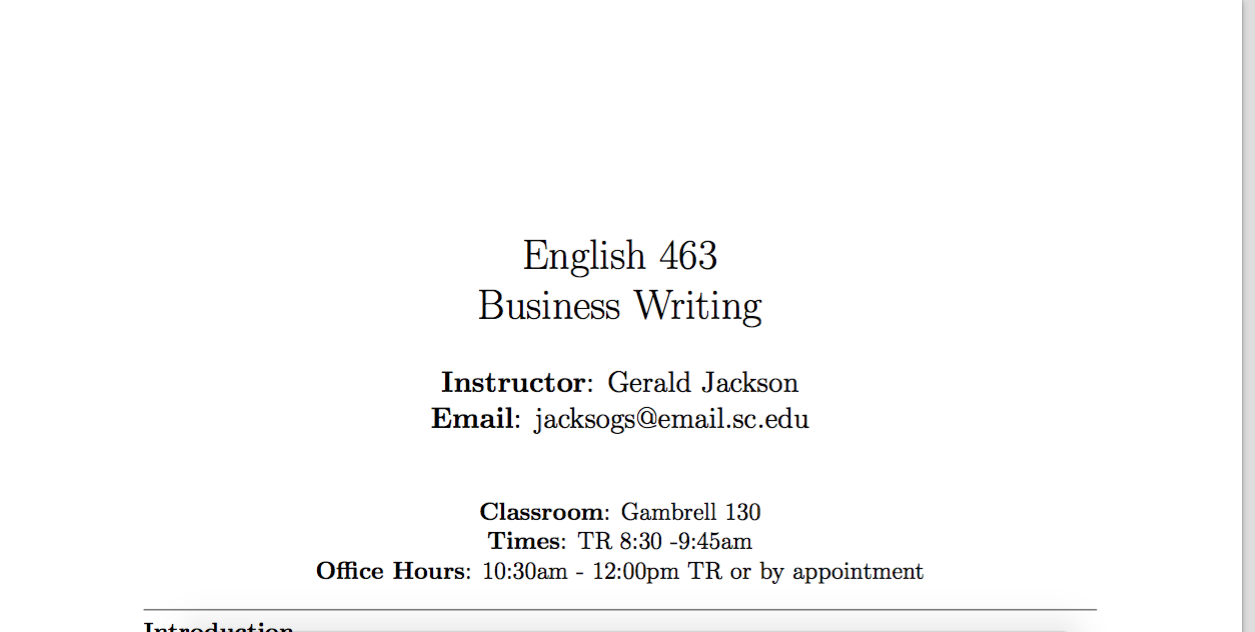 English 463
Business Writing
Instructor: Gerald Jackson
Email: jacksogs@email.sc.edu
Classroom: Gambrell 130
Times: TR 8:30 -9:45am
Office Hours: 10:30am - 12:00pm TR or by appointment
Introduction